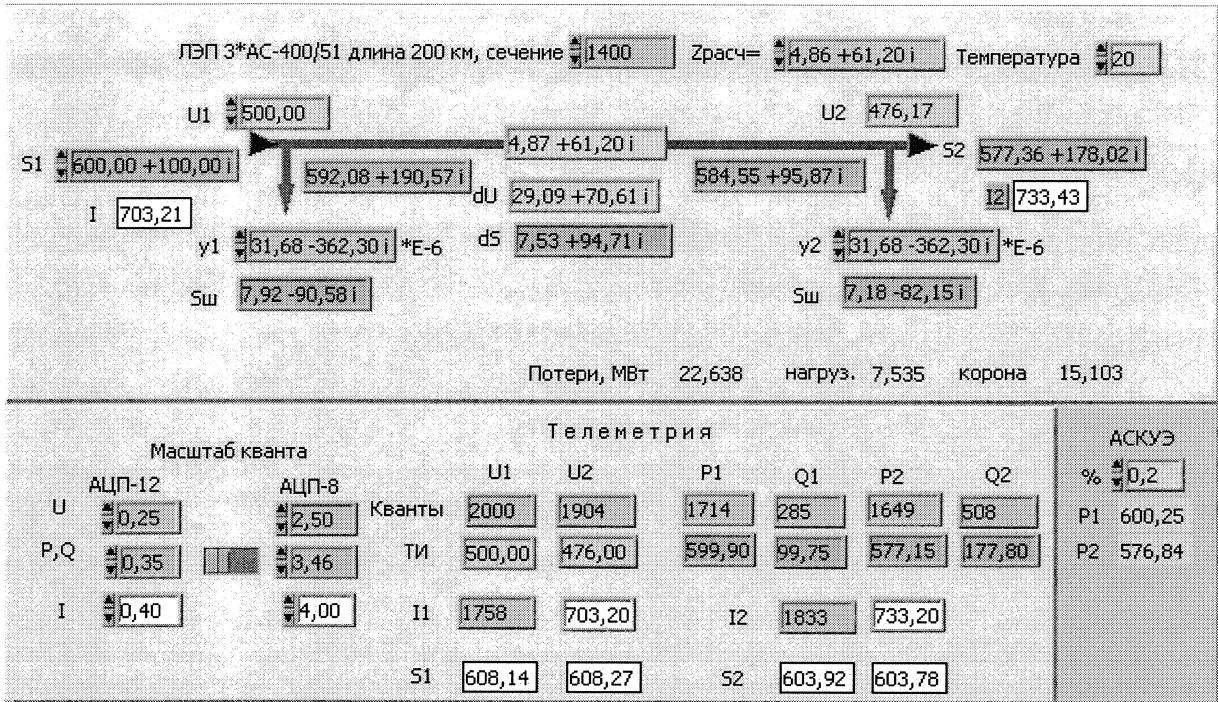 ЛЭП 3*АС-400/51 длина 200 км, сечение 1400 Zрасч= 4,86 +61,20 i Температура 20
U1 500,00 U2 476,17
S1 600,00 +100,00 i 4,87 +61,20 i S2 577,36 +178,02 i
592,08 +190,57 i 584,55 +95,87 i
I 703,21 dU 29,09 +70,61 i I2 733,43
y1 31,68 -362,30 i *E-6 dS 7,53 +94,71 i y2 31,68 -362,30 i *E-6
Sш 7,92 -90,58 i Sш 7,18 -82,15 i
Потери, МВт 22,638 нагруз. 7,535 корона 15,103
Телеметрия АСКУЭ
Масштаб кванта
U1 U2 P1 Q1 P2 Q2 % 0,2
АЦП-12 АЦП-8
U 0,25 2,50 Кванты 2000 1904 1714 285 1649 508 P1 600,25
P,Q 0,35 3,46 ТИ 500,00 476,00 599,90 99,75 577,15 177,80 P2 576,84
I 0,40 4,00 I1 1758 703,20 I2 1833 733,20
S1 608,14 608,27 S2 603,92 603,78